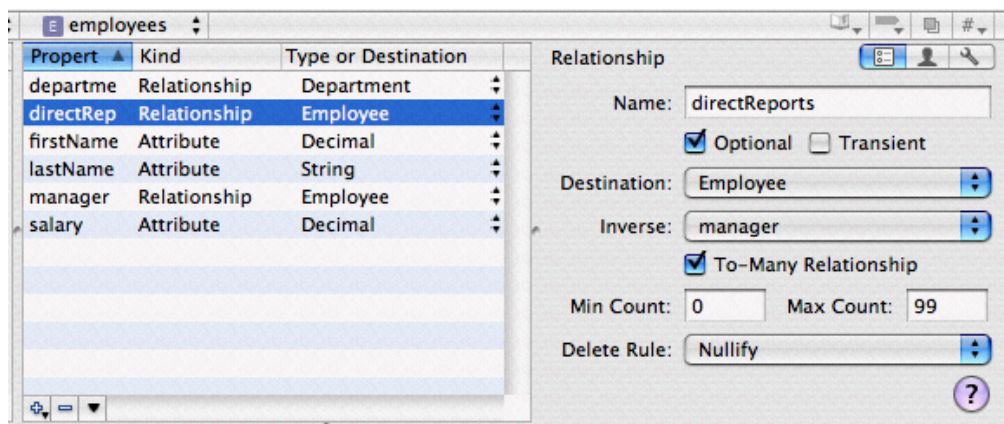 E employees
#
Propert Kind Type or Destination
departme Relationship Department
directRep Relationship Employee
firstName Attribute Decimal
lastName Attribute String
manager Relationship Employee
salary Attribute Decimal
Relationship
Name: directReports
Optional Transient
Destination: Employee
Inverse: manager
To-Many Relationship
Min Count: 0 Max Count: 99
Delete Rule: Nullify
?